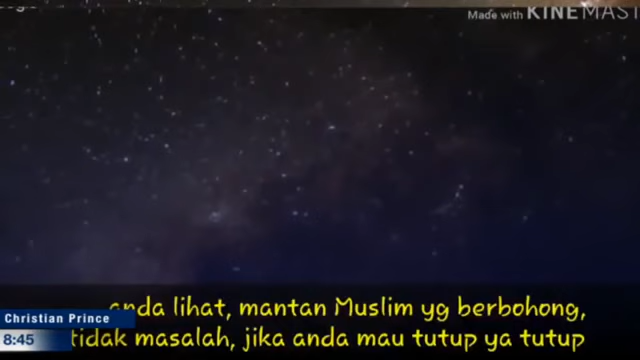 Made with KINEMAST
anda lihat, mantan Muslim yg berbohong,
Christian Prince
8:45
tidak masalah, jika anda mau tutup ya tutup